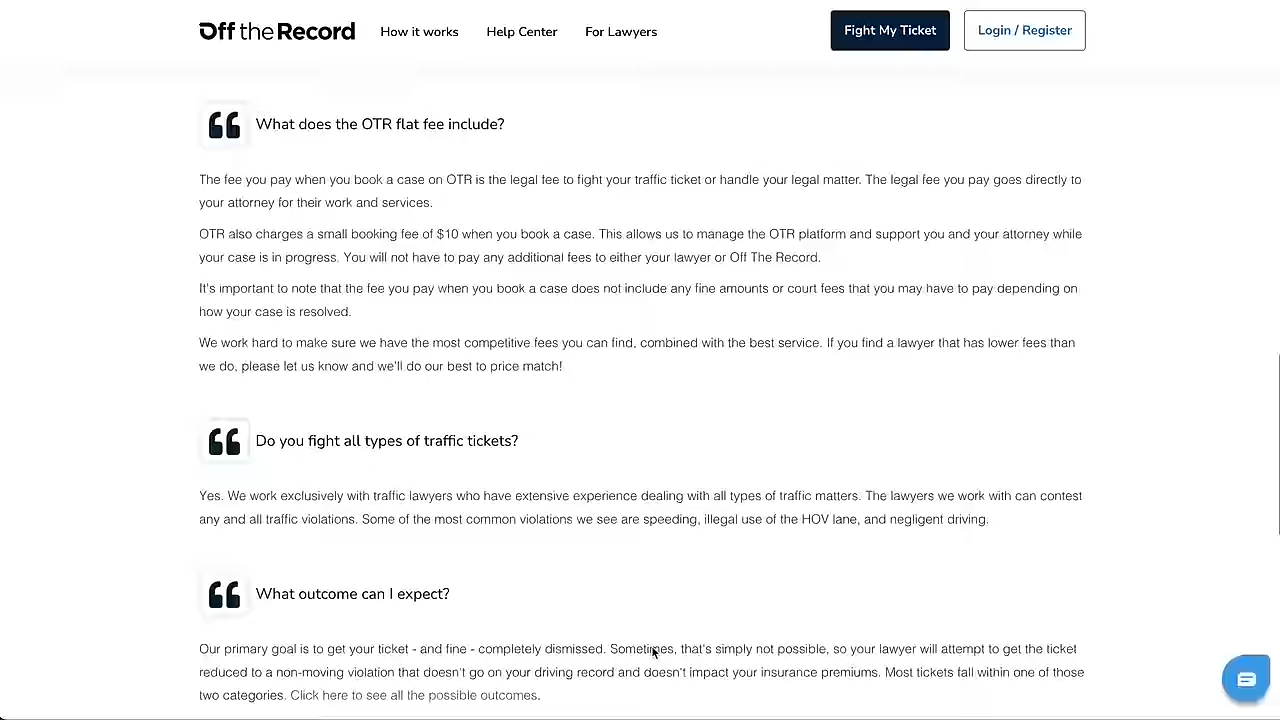 Off the Record
How it works
Help Center
For Lawyers
Fight My Ticket
Login / Register
What does the OTR flat fee include?
The fee you pay when you book a case on OTR is the legal fee to fight your traffic ticket or handle your legal matter. The legal fee you pay goes directly to
your attorney for their work and services.
OTR also charges a small booking fee of $10 when you book a case. This allows us to manage the OTR platform and support you and your attorney while
your case is in progress. You will not have to pay any additional fees to either your lawyer or Off The Record.
It's important to note that the fee you pay when you book a case does not include any fine amounts or court fees that you may have to pay depending on
how your case is resolved.
We work hard to make sure we have the most competitive fees you can find, combined with the best service. If you find a lawyer that has lower fees than
we do, please let us know and we'll do our best to price match!
Do you fight all types of traffic tickets?
Yes. We work exclusively with traffic lawyers who have extensive experience dealing with all types of traffic matters. The lawyers we work with can contest
any and all traffic violations. Some of the most common violations we see are speeding, illegal use of the HOV lane, and negligent driving.
What outcome can I expect?
Our primary goal is to get your ticket - and fine - completely dismissed. Sometimes, that's simply not possible, so your lawyer will attempt to get the ticket
reduced to a non-moving violation that doesn't go on your driving record and doesn't impact your insurance premiums. Most tickets fall within one of those
two categories. Click here to see all the possible outcomes.